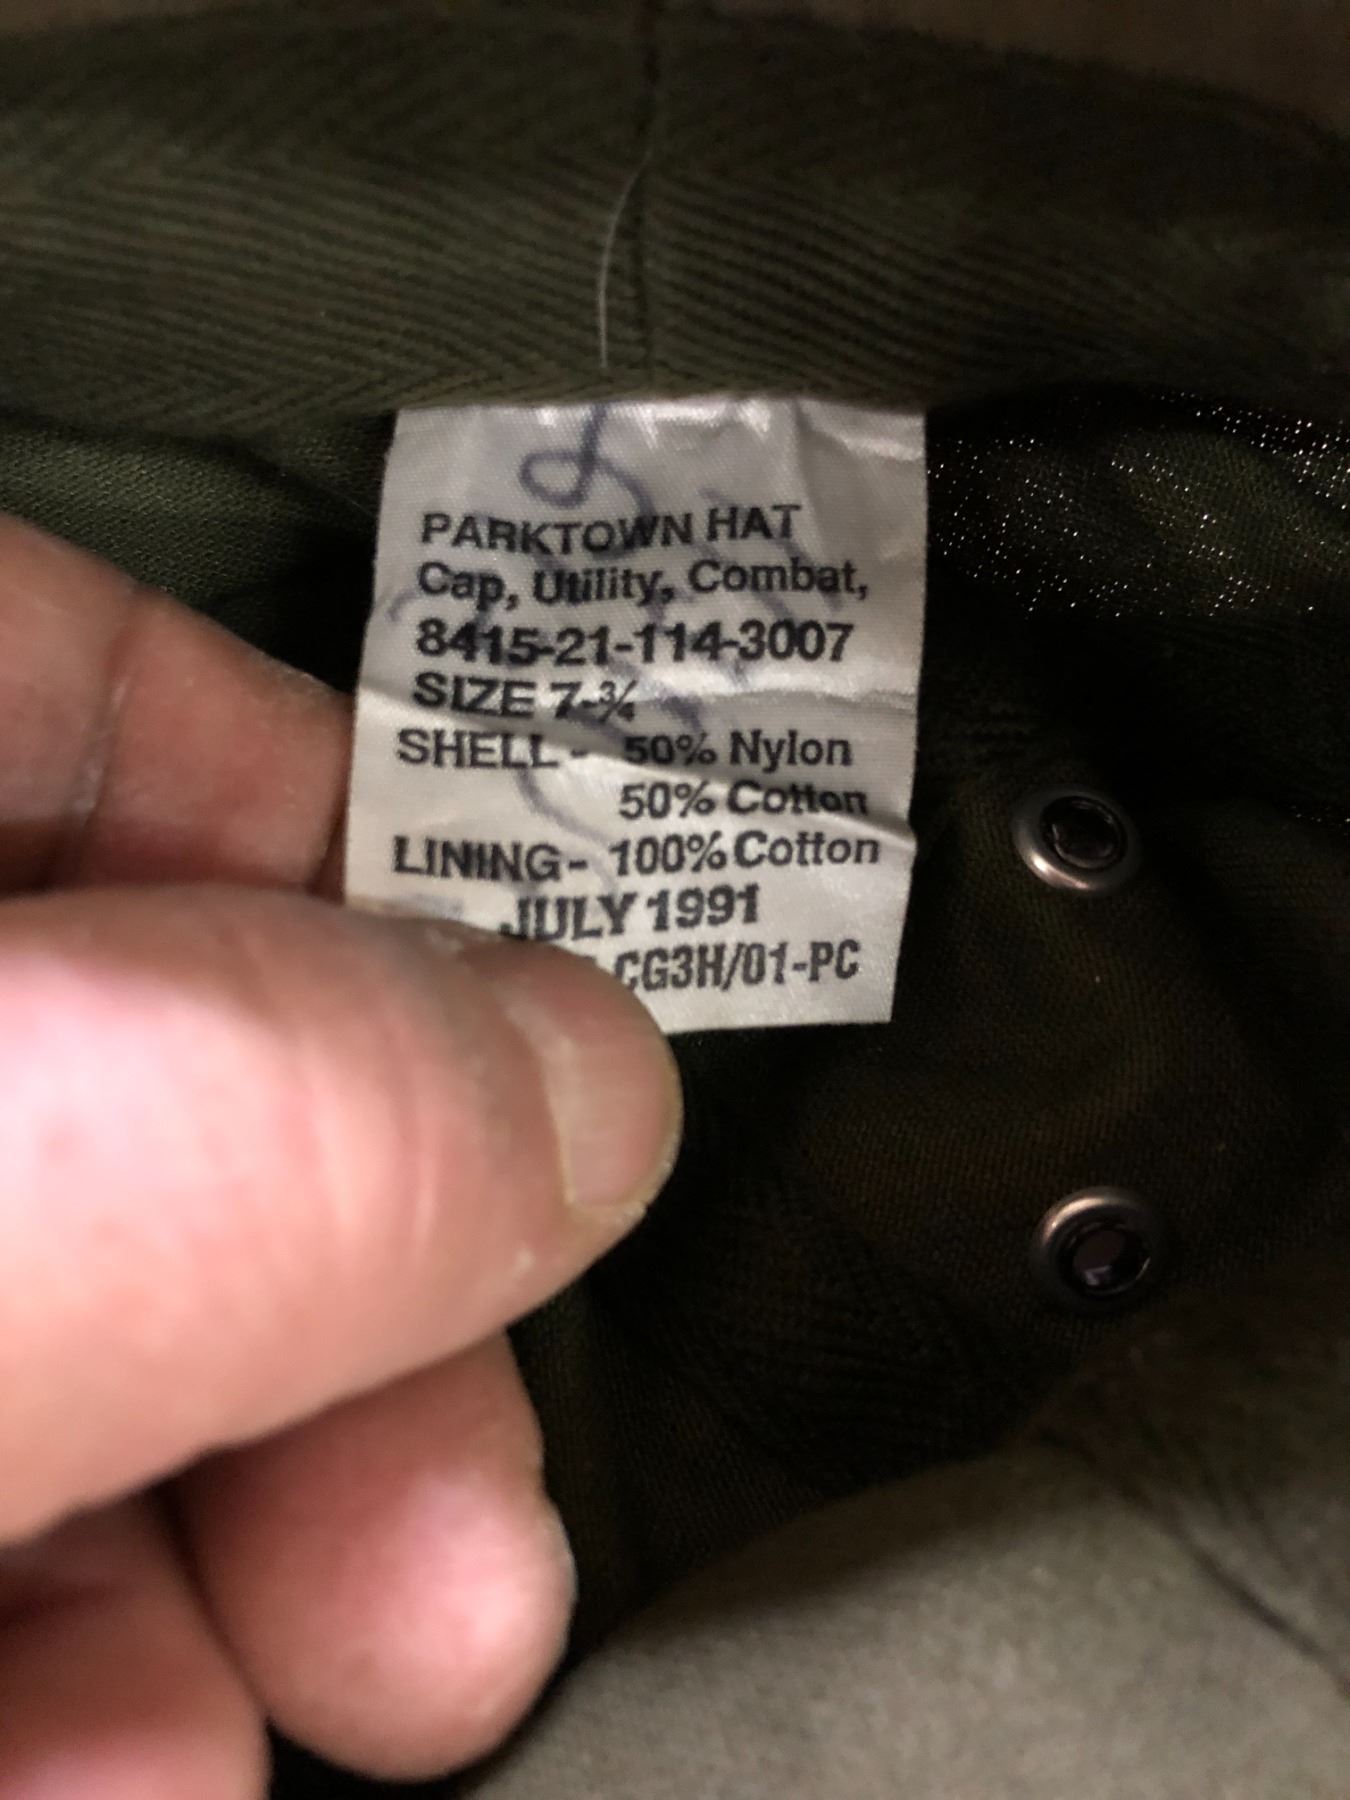 PARKTOWN HAT
Cap, Utility, Combat,
8415-21-114-3007
SIZE 7-¾
SHELL - 50% Nylon
50% Cotton
LINING- 100% Cotton
JULY 1991
CG3H/01-PC